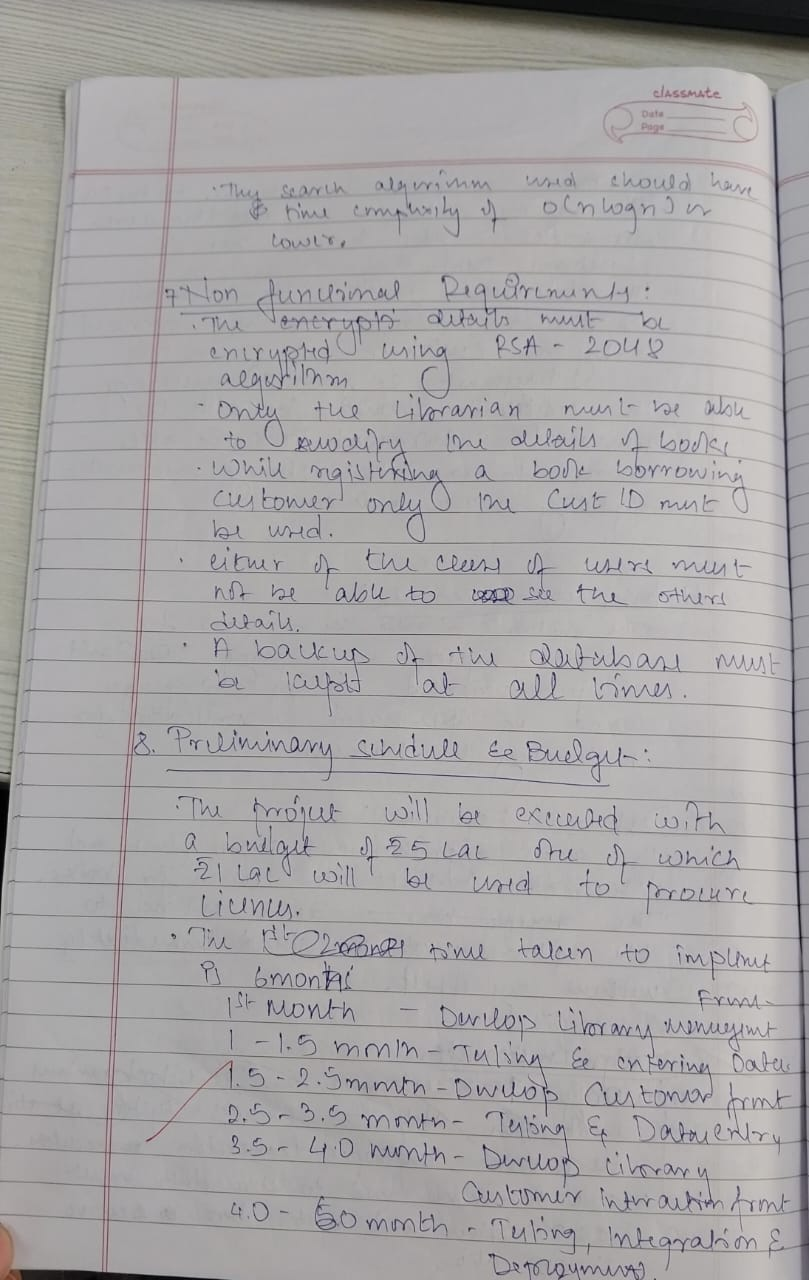 classmate
Date
Page
· They search algorithm used should have
time complexity of O(nlogn) or
lower.
7. Non functional Requirements:
· The details must be
encrypted using RSA - 2048
algorithm
- Only the Librarian must be able
to modify the details of books.
· While registering a book borrowing
customer only the Cust ID must
be used.
· either of the class of users must
not be able to see the others
details.
· A backup of the database must
be kept at all times.
8. Preliminary schedule & Budget:
· The project will be executed with
a budget of ₹5 Lac out of which
₹1 Lac will be used to procure
Licences.
· The time taken to implement
is 6 months
Front-
1st Month - Develop Library Management
1 - 1.5 month - Testing & entering Data
1.5 - 2.5 month - Develop Customer front
2.5 - 3.5 month - Testing & Data entry
3.5 - 4.0 month - Develop Library
Customer interaction front
4.0 - 6.0 month - Testing, Integration &
Deployment.